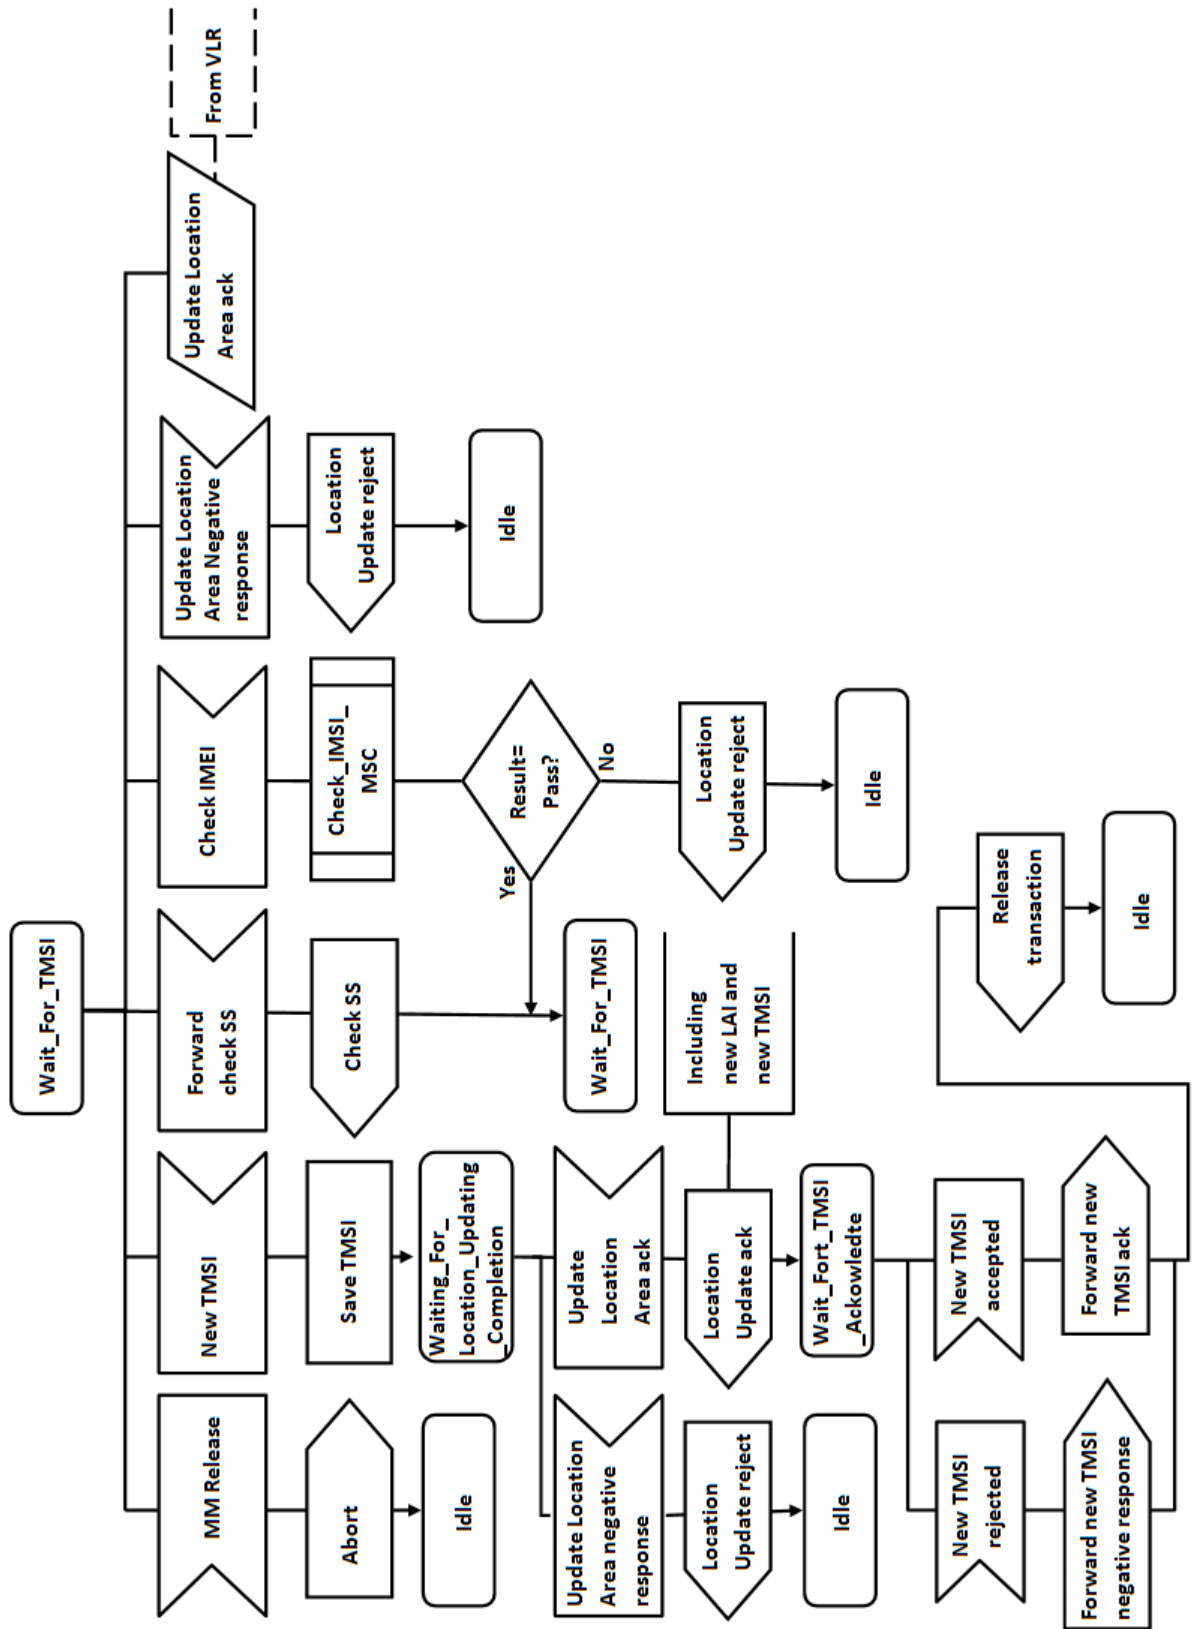 Wait_For_TMSI
MM Release
New TMSI
Forward
check SS
Check IMEI
Update Location
Area Negative
response
Update Location
Area ack
From VLR
Abort
Save TMSI
Check SS
Check_IMSI_
MSC
Location
Update reject
Idle
Waiting_For_
Location_Updating
_Completion
Yes
Result=
Pass?
No
Idle
Update Location
Area negative
response
Update
Location
Area ack
Wait_For_TMSI
Location
Update reject
Location
Update ack
Including
new LAI and
new TMSI
Location
Update reject
Idle
Wait_Fort_TMSI
_Ackowledte
Idle
New TMSI
rejected
New TMSI
accepted
Release
transaction
Forward new TMSI
negative response
Forward new
TMSI ack
Idle